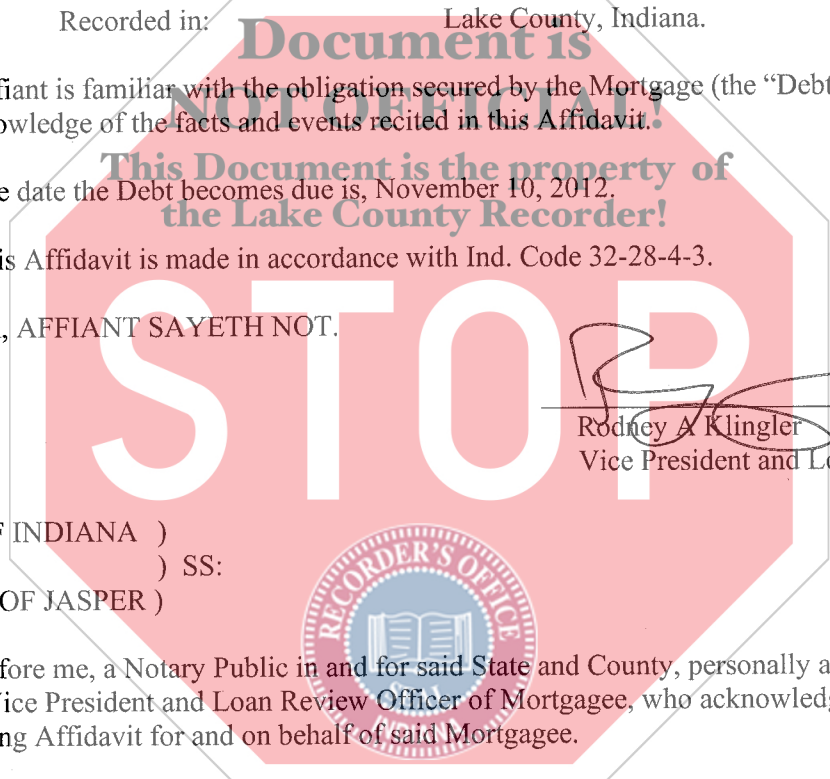 Recorded in: Lake County, Indiana.
Document is
fiant is familiar with the obligation secured by the Mortgage (the “Debt
NOT OFFICIAL!
owledge of the facts and events recited in this Affidavit.
This Document is the property of
e date the Debt becomes due is, November 10, 2012.
the Lake County Recorder!
is Affidavit is made in accordance with Ind. Code 32-28-4-3.
STOP
, AFFIANT SAYETH NOT.
Rodney A Klingler
Vice President and Lo
F INDIANA )
) SS:
OF JASPER )
RECORDER'S OFFICE
fore me, a Notary Public in and for said State and County, personally a
Vice President and Loan Review Officer of Mortgagee, who acknowledg
SEAL
INDIANA
ng Affidavit for and on behalf of said Mortgagee.